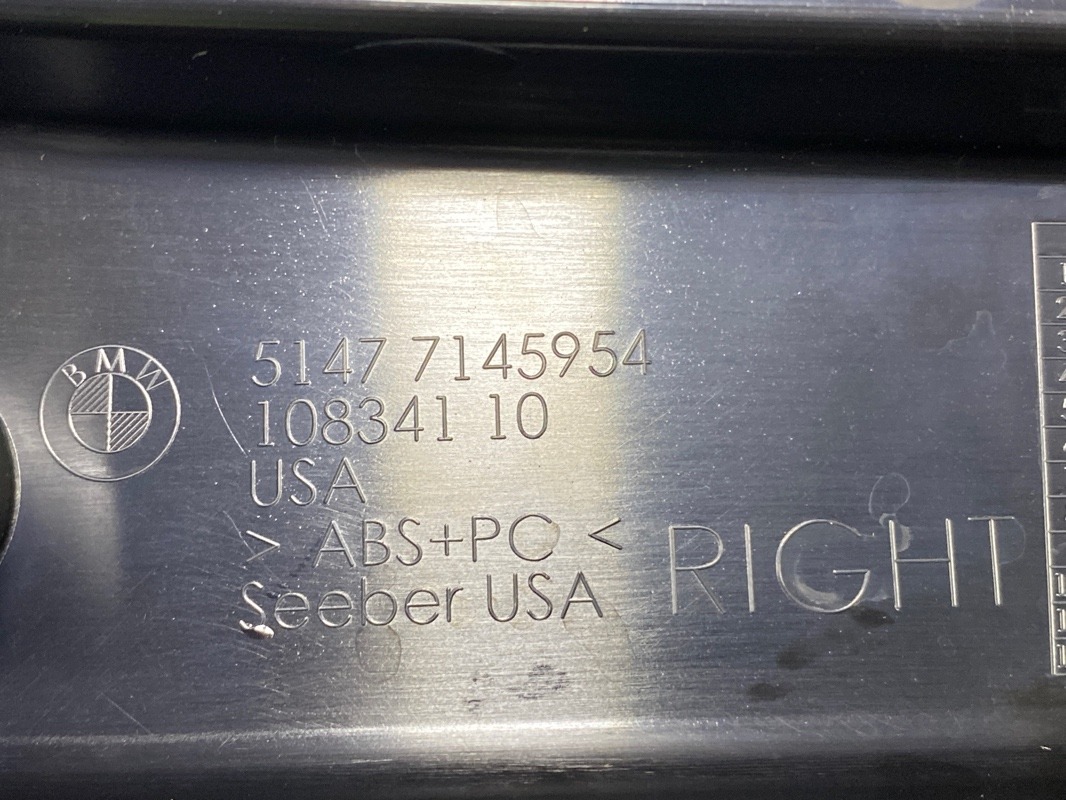 BMW
5147 7145954
108341 10
USA
> ABS+PC <
Seeber USA
RIGHT